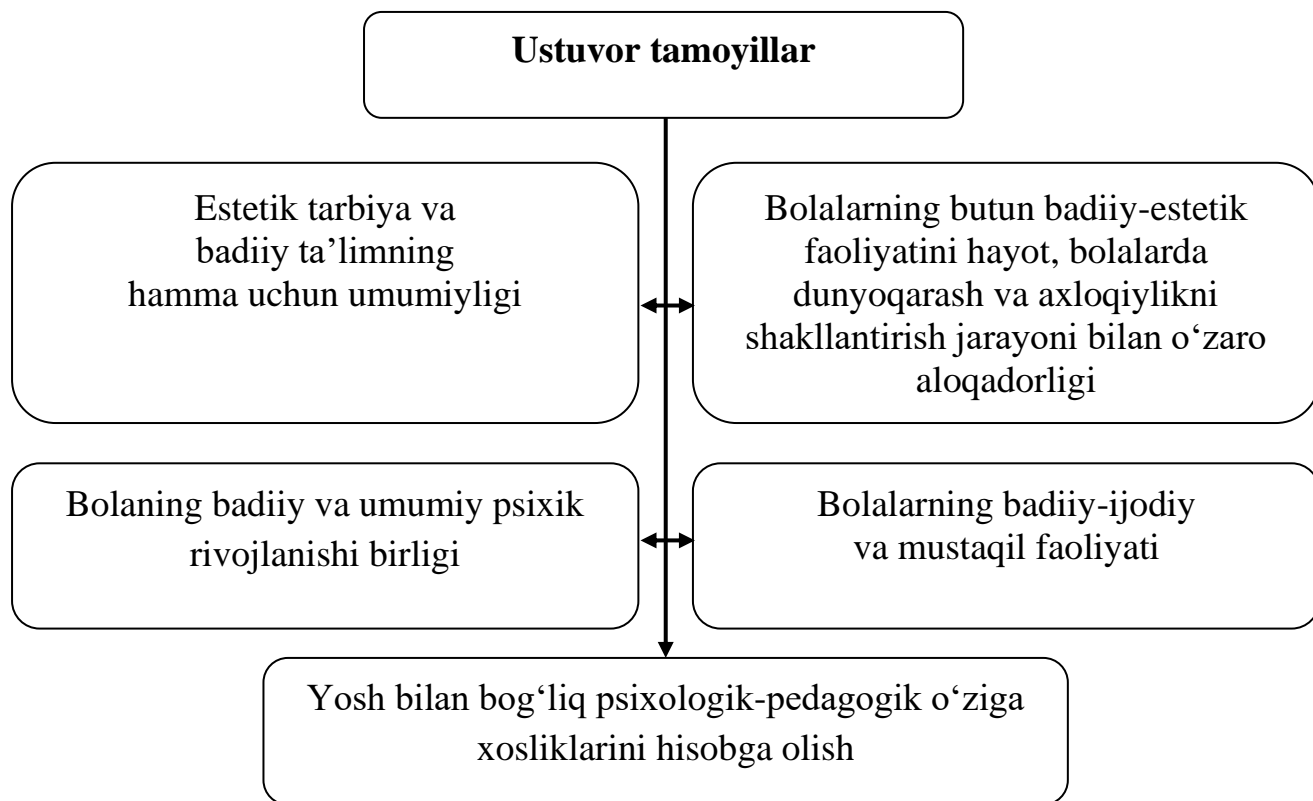 Ustuvor tamoyillar
Estetik tarbiya va
badiiy ta’limning
hamma uchun umumiyligi
Bolalarning butun badiiy-estetik
faoliyatini hayot, bolalarda
dunyoqarash va axloqiylikni
shakllantirish jarayoni bilan o‘zaro
aloqadorligi
Bolaning badiiy va umumiy psixik
rivojlanishi birligi
Bolalarning badiiy-ijodiy
va mustaqil faoliyati
Yosh bilan bog‘liq psixologik-pedagogik o‘ziga
xosliklarini hisobga olish